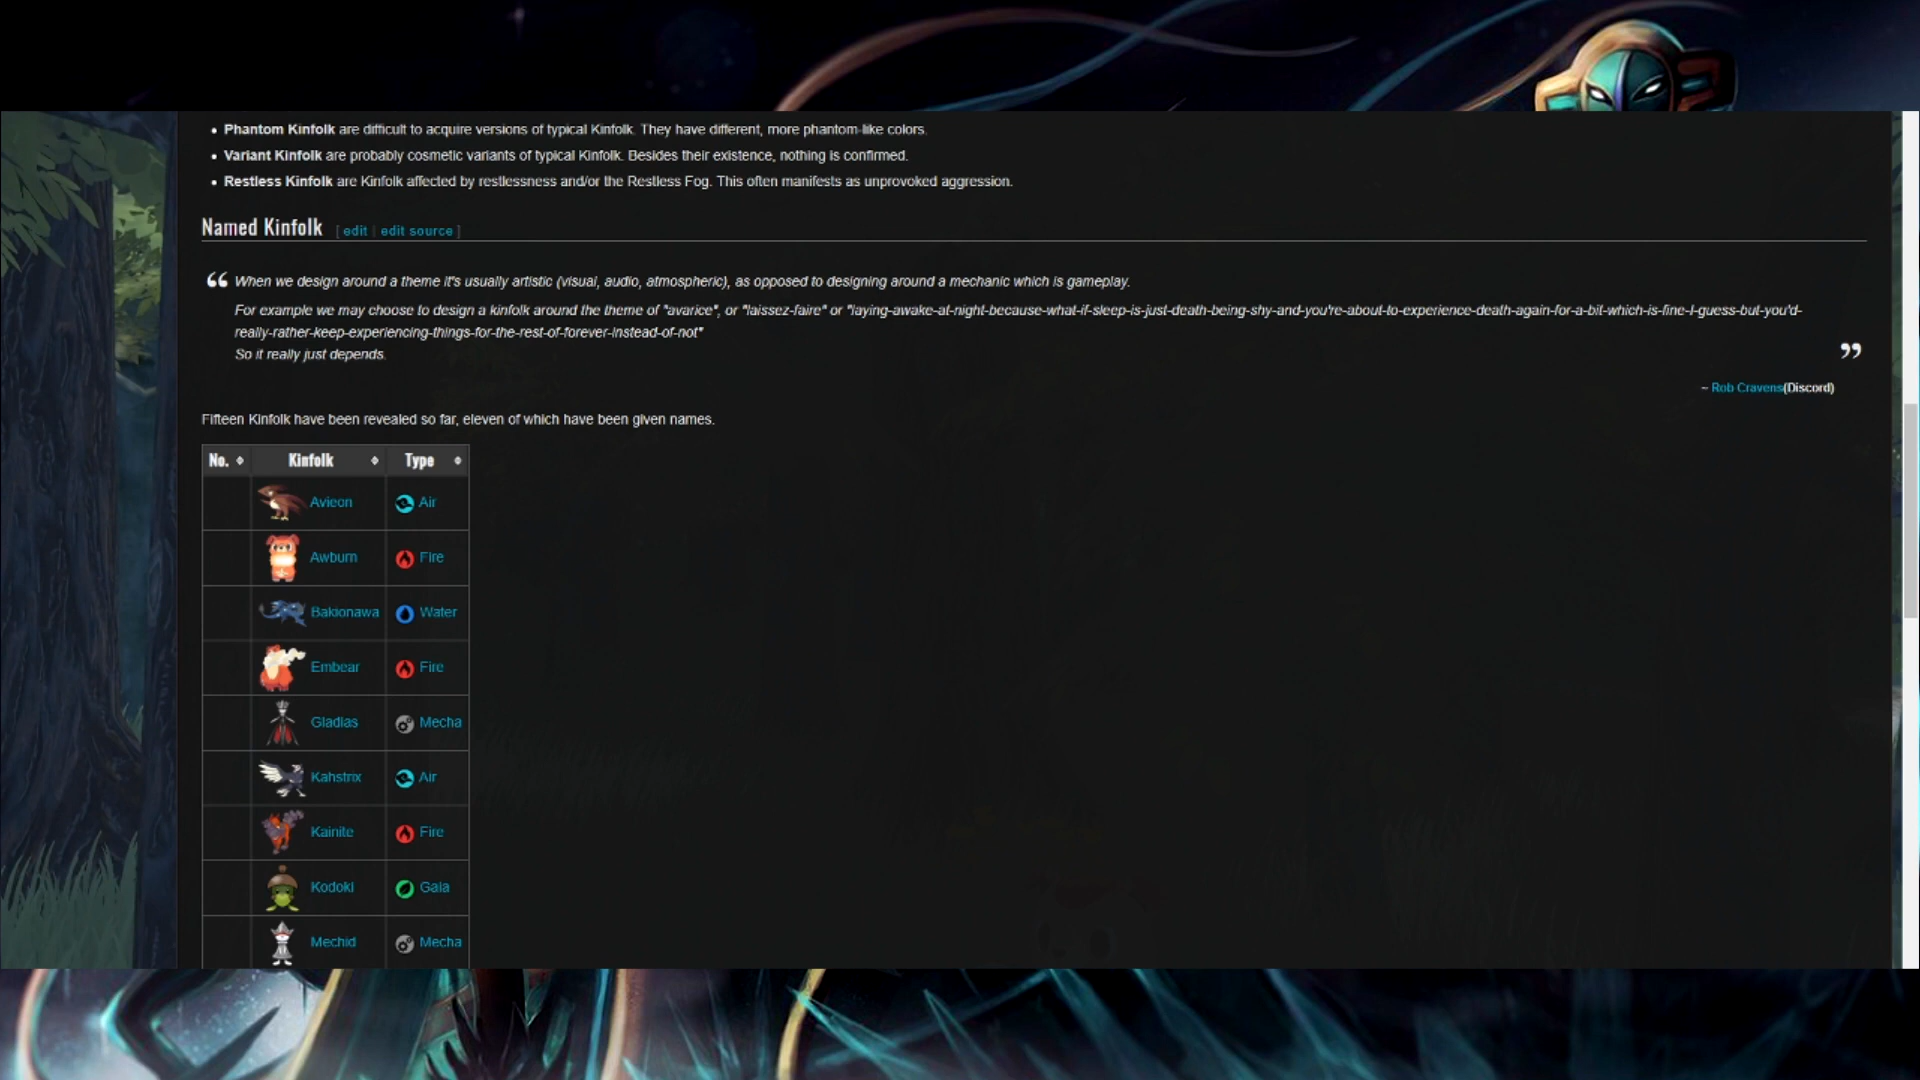 • Phantom Kinfolk are difficult to acquire versions of typical Kinfolk. They have different, more phantom-like colors.
• Variant Kinfolk are probably cosmetic variants of typical Kinfolk. Besides their existence, nothing is confirmed.
• Restless Kinfolk are Kinfolk affected by restlessness and/or the Restless Fog. This often manifests as unprovoked aggression.
Named Kinfolk [ edit | edit source ]
“ When we design around a theme it's usually artistic (visual, audio, atmospheric), as opposed to designing around a mechanic which is gameplay.
For example we may choose to design a kinfolk around the theme of "avarice", or "laissez-faire" or "laying-awake-at-night-because-what-if-sleep-is-just-death-being-shy-and-you're-about-to-experience-death-again-for-a-bit-which-is-fine-I-guess-but-you'd-
really-rather-keep-experiencing-things-for-the-rest-of-forever-instead-of-not"
So it really just depends. ”
~ Rob Cravens(Discord)
Fifteen Kinfolk have been revealed so far, eleven of which have been given names.
No. Kinfolk Type
Avieon Air
Awburn Fire
Bakionawa Water
Embear Fire
Gladias Mecha
Kahstrix Air
Kainite Fire
Kodoki Gaia
Mechid Mecha